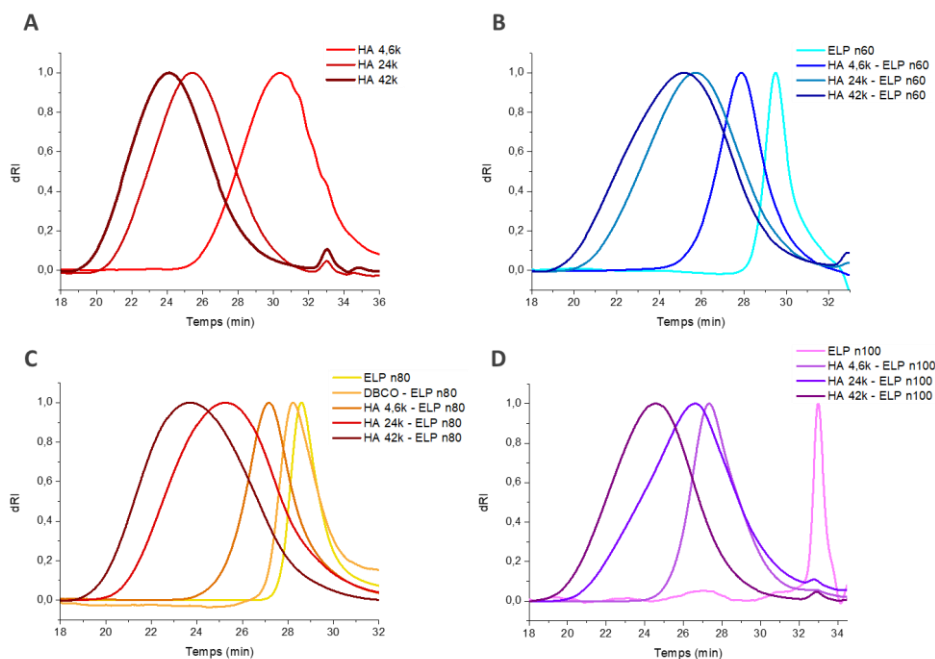 A
HA 4,6k
HA 24k
HA 42k
1,0
0,8
0,6
0,4
0,2
0,0
dRI
18 20 22 24 26 28 30 32 34 36
Temps (min)
B
ELP n60
HA 4,6k - ELP n60
HA 24k - ELP n60
HA 42k - ELP n60
1,0
0,8
0,6
0,4
0,2
0,0
dRI
18 20 22 24 26 28 30 32
Temps (min)
C
ELP n80
DBCO - ELP n80
HA 4,6k - ELP n80
HA 24k - ELP n80
HA 42k - ELP n80
1,0
0,8
0,6
0,4
0,2
0,0
dRI
18 20 22 24 26 28 30 32
Temps (min)
D
ELP n100
HA 4,6k - ELP n100
HA 24k - ELP n100
HA 42k - ELP n100
1,0
0,8
0,6
0,4
0,2
0,0
dRI
18 20 22 24 26 28 30 32 34
Temps (min)